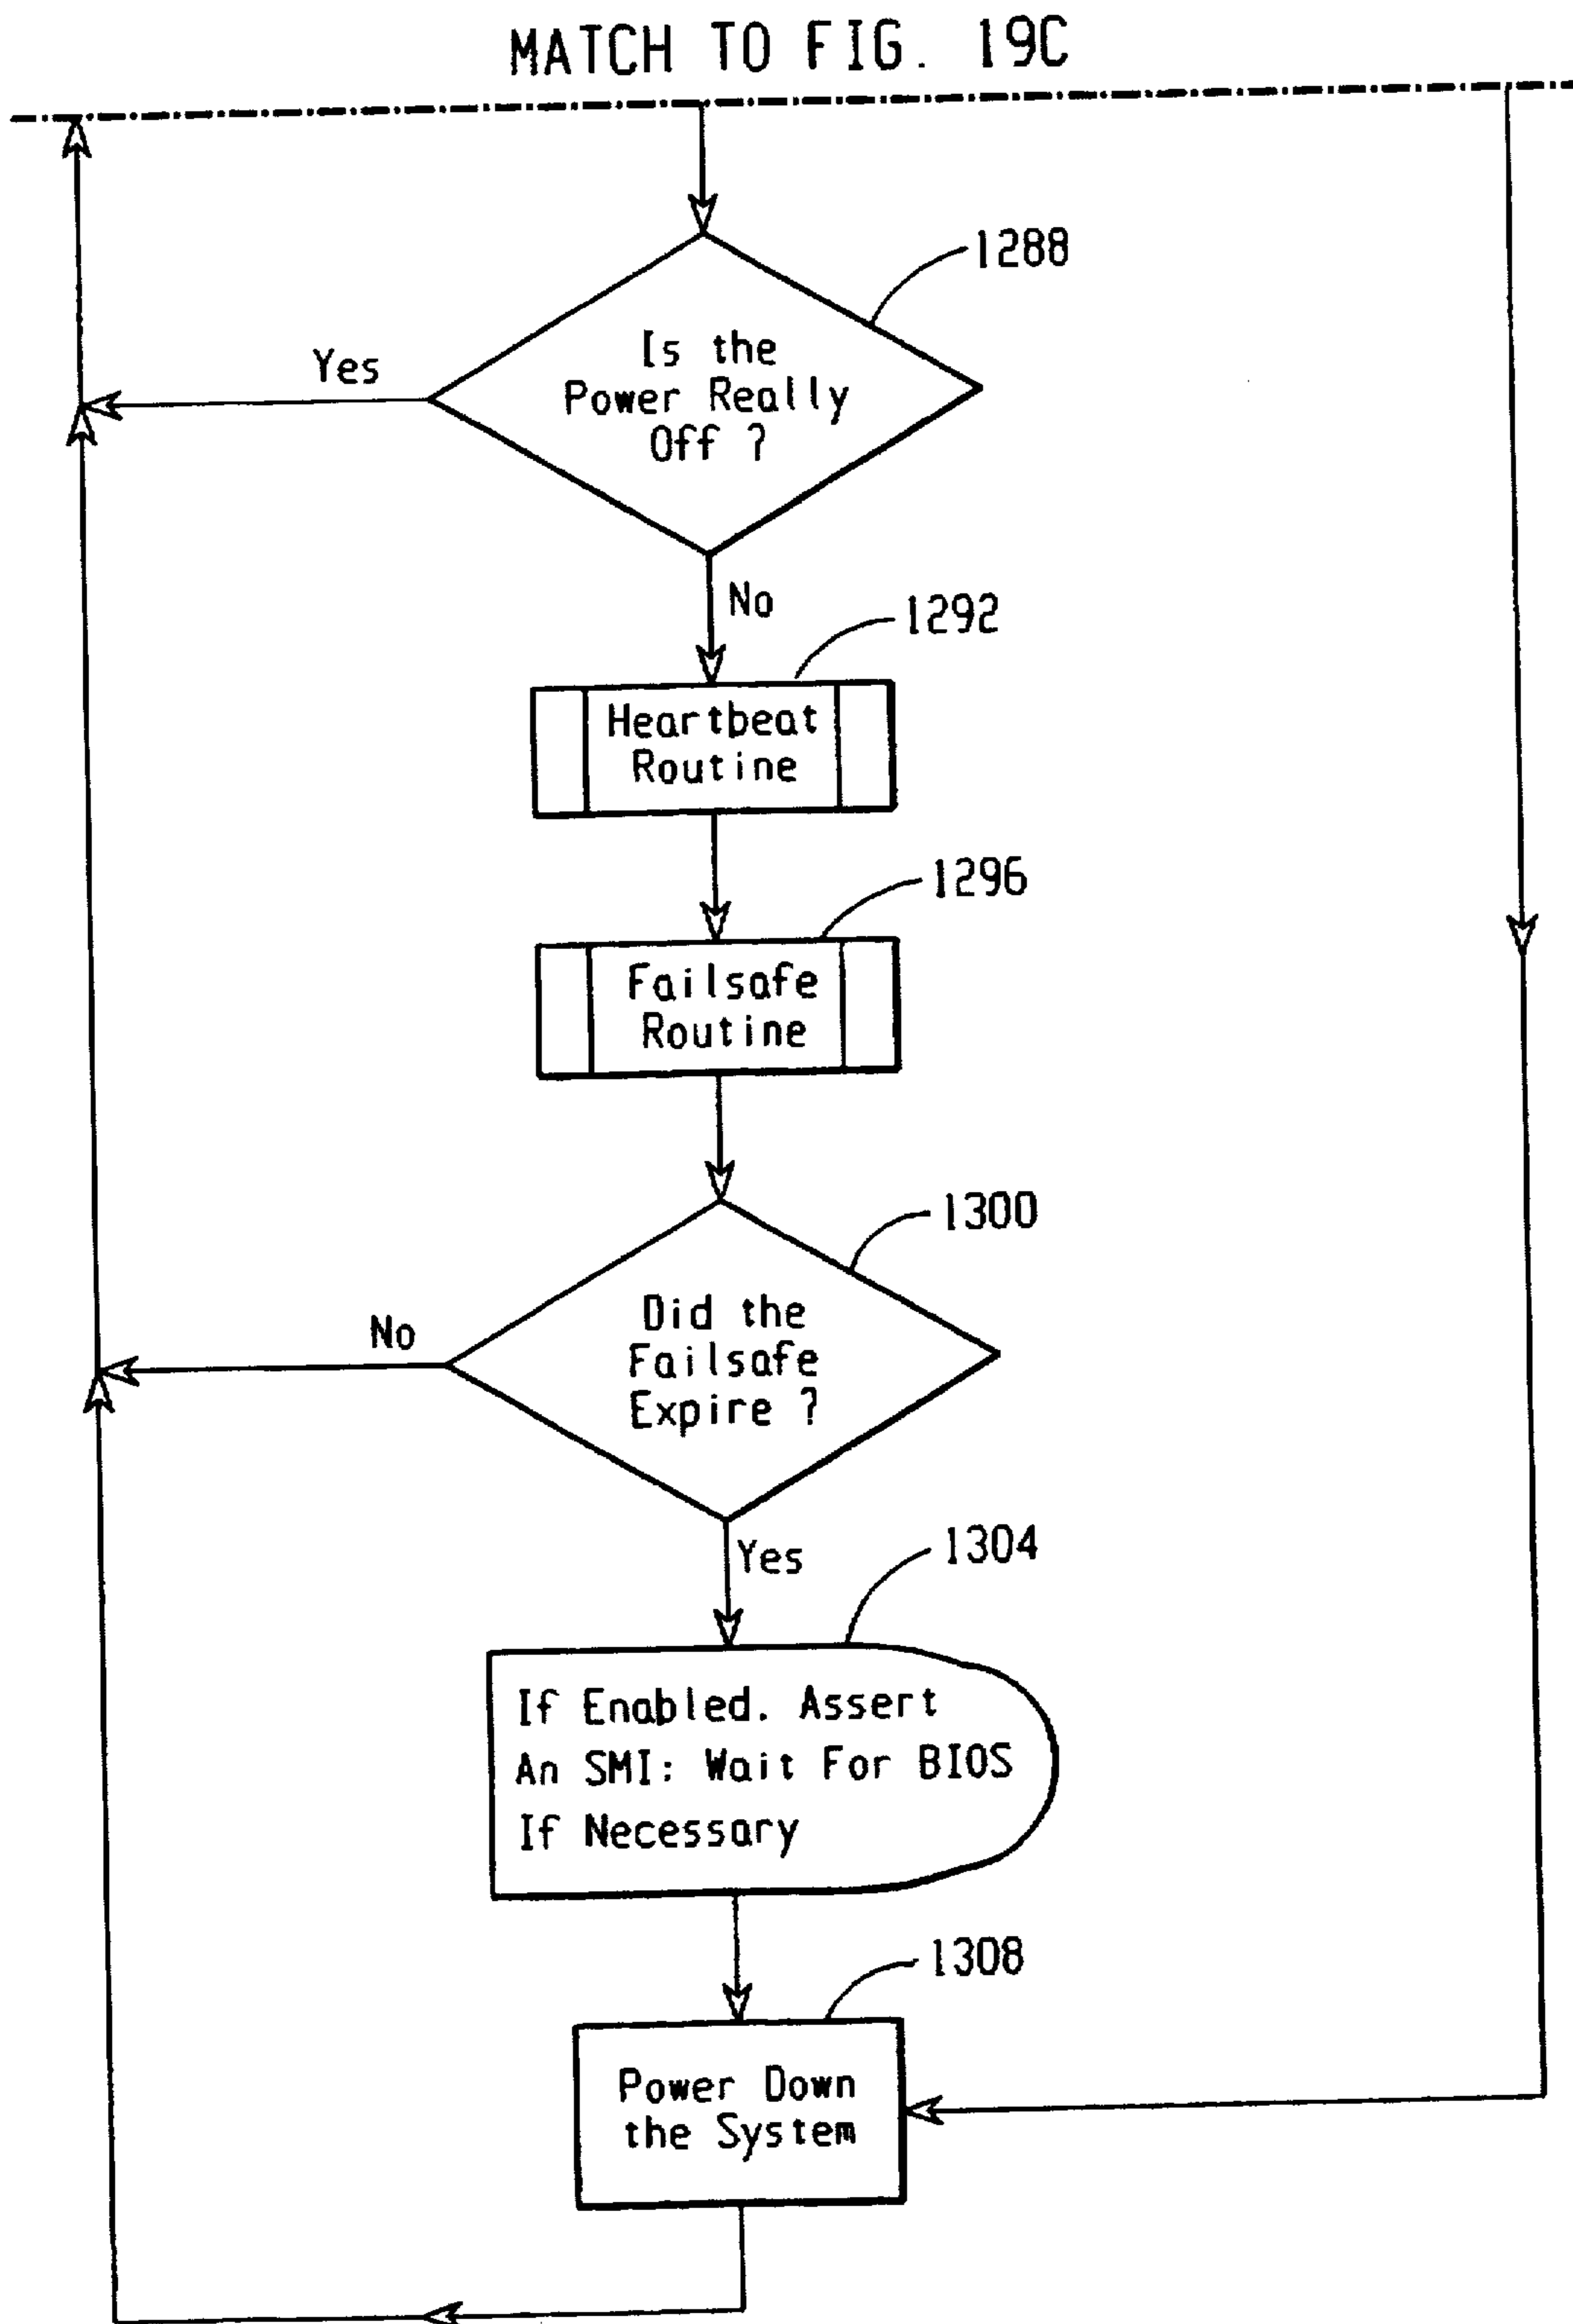 MATCH TO FIG. 19C
1288
Is the
Power Really
Off ?
Yes
No
1292
Heartbeat
Routine
1296
Failsafe
Routine
1300
Did the
Failsafe
Expire ?
No
Yes
1304
If Enabled. Assert
An SMI: Wait For BIOS
If Necessary
1308
Power Down
the System